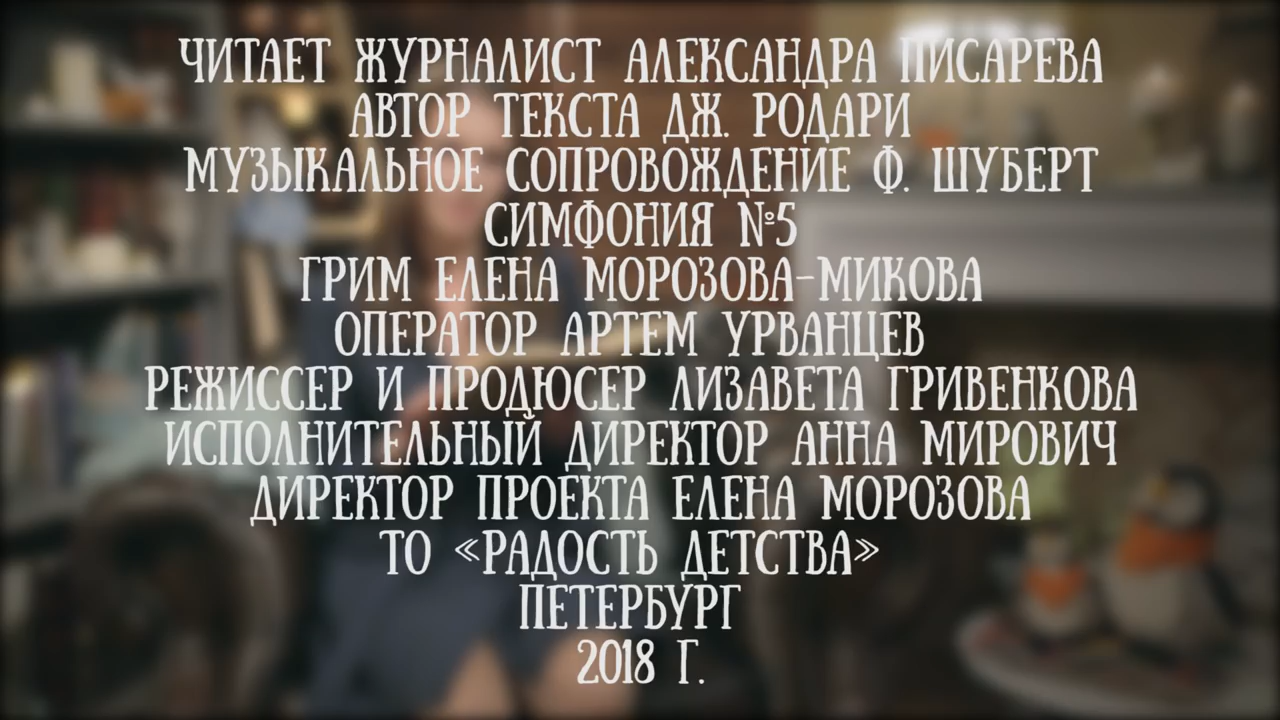 ЧИТАЕТ ЖУРНАЛИСТ АЛЕКСАНДРА ПИСАРЕВА
АВТОР ТЕКСТА ДЖ. РОДАРИ
МУЗЫКАЛЬНОЕ СОПРОВОЖДЕНИЕ Ф. ШУБЕРТ
СИМФОНИЯ №5
ГРИМ ЕЛЕНА МОРОЗОВА-МИКОВА
ОПЕРАТОР АРТЕМ УРВАНЦЕВ
РЕЖИССЕР И ПРОДЮСЕР ЛИЗАВЕТА ГРИВЕНКОВА
ИСПОЛНИТЕЛЬНЫЙ ДИРЕКТОР АННА МИРОВИЧ
ДИРЕКТОР ПРОЕКТА ЕЛЕНА МОРОЗОВА
ТО «РАДОСТЬ ДЕТСТВА»
ПЕТЕРБУРГ
2018 Г.